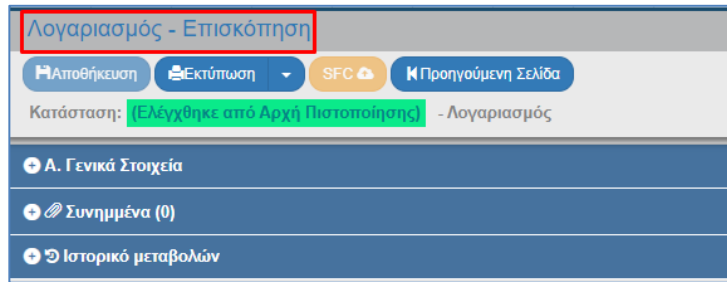 Λογαριασμός - Επισκόπηση
Αποθήκευση Εκτύπωση SFC Προηγούμενη Σελίδα
Κατάσταση: (Ελέγχθηκε από Αρχή Πιστοποίησης) - Λογαριασμός
Α. Γενικά Στοιχεία
Συνημμένα (0)
Ιστορικό μεταβολών